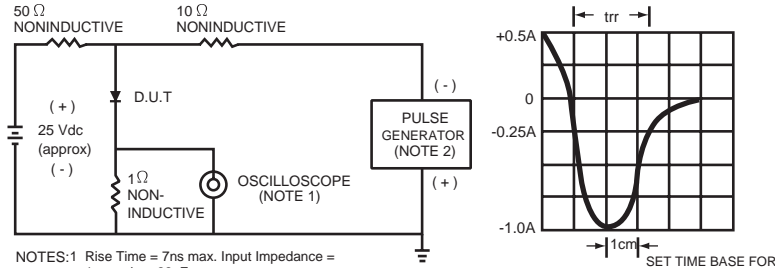 50 Ω
NONINDUCTIVE
10 Ω
NONINDUCTIVE
D.U.T
( + )
25 Vdc
(approx)
( - )
1Ω
NON-
INDUCTIVE
OSCILLOSCOPE
(NOTE 1)
( - )
PULSE
GENERATOR
(NOTE 2)
( + )
NOTES:1 Rise Time = 7ns max. Input Impedance =
trr
+0.5A
0
-0.25A
-1.0A
1cm
SET TIME BASE FOR